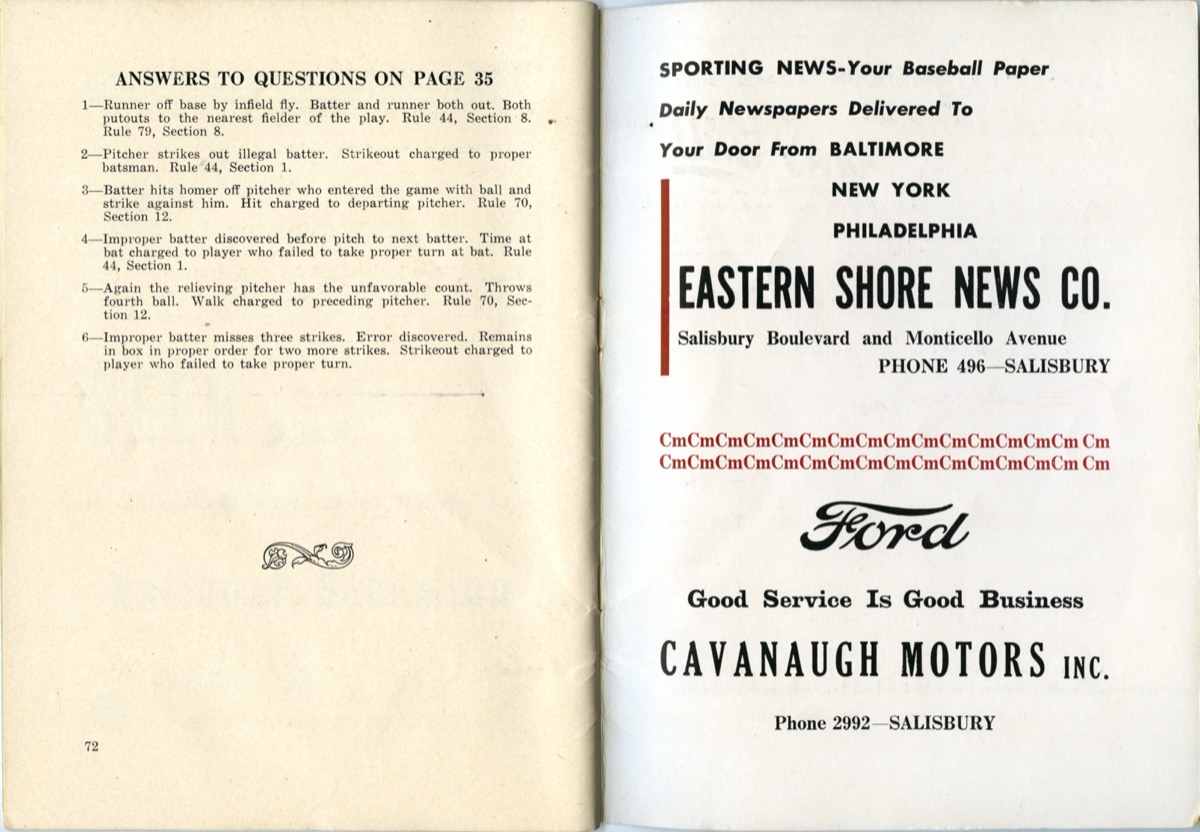 ANSWERS TO QUESTIONS ON PAGE 35
1—Runner off base by infield fly. Batter and runner both out. Both
putouts to the nearest fielder of the play. Rule 44, Section 8.
Rule 79, Section 8.
2—Pitcher strikes out illegal batter. Strikeout charged to proper
batsman. Rule 44, Section 1.
3—Batter hits homer off pitcher who entered the game with ball and
strike against him. Hit charged to departing pitcher. Rule 70,
Section 12.
4—Improper batter discovered before pitch to next batter. Time at
bat charged to player who failed to take proper turn at bat. Rule
44, Section 1.
5—Again the relieving pitcher has the unfavorable count. Throws
fourth ball. Walk charged to preceding pitcher. Rule 70, Sec-
tion 12.
6—Improper batter misses three strikes. Error discovered. Remains
in box in proper order for two more strikes. Strikeout charged to
player who failed to take proper turn.
72
SPORTING NEWS-Your Baseball Paper
Daily Newspapers Delivered To
Your Door From BALTIMORE
NEW YORK
PHILADELPHIA
EASTERN SHORE NEWS CO.
Salisbury Boulevard and Monticello Avenue
PHONE 496—SALISBURY
CmCmCmCmCmCmCmCmCmCmCmCmCmCmCm Cm
CmCmCmCmCmCmCmCmCmCmCmCmCmCmCm Cm
Ford
Good Service Is Good Business
CAVANAUGH MOTORS INC.
Phone 2992—SALISBURY